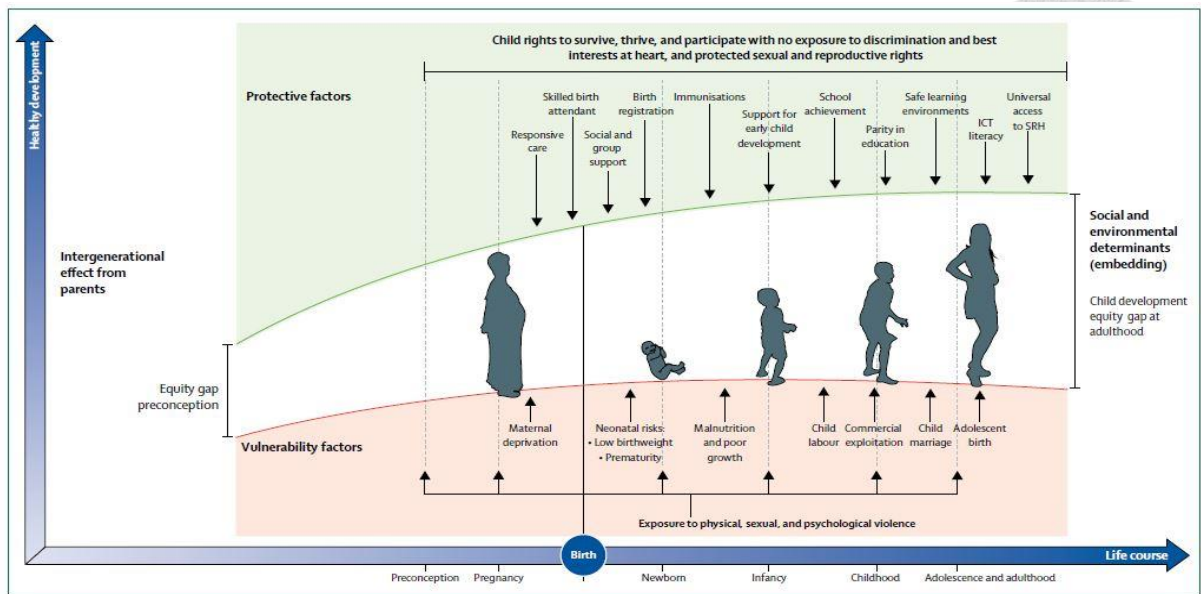 Healthy development
Child rights to survive, thrive, and participate with no exposure to discrimination and best
interests at heart, and protected sexual and reproductive rights
Protective factors
Responsive
care
Skilled birth
attendant
Social and
group
support
Birth
registration
Immunisations
Support for
early child
development
School
achievement
Parity in
education
Safe learning
environments
ICT
literacy
Universal
access
to SRH
Intergenerational
effect from
parents
Social and
environmental
determinants
(embedding)
Child development
equity gap at
adulthood
Equity gap
preconception
Vulnerability factors
Maternal
deprivation
Neonatal risks:
• Low birthweight
• Prematurity
Malnutrition
and poor
growth
Child
labour
Commercial
exploitation
Child
marriage
Adolescent
birth
Exposure to physical, sexual, and psychological violence
Birth
Life course
Preconception
Pregnancy
Newborn
Infancy
Childhood
Adolescence and adulthood